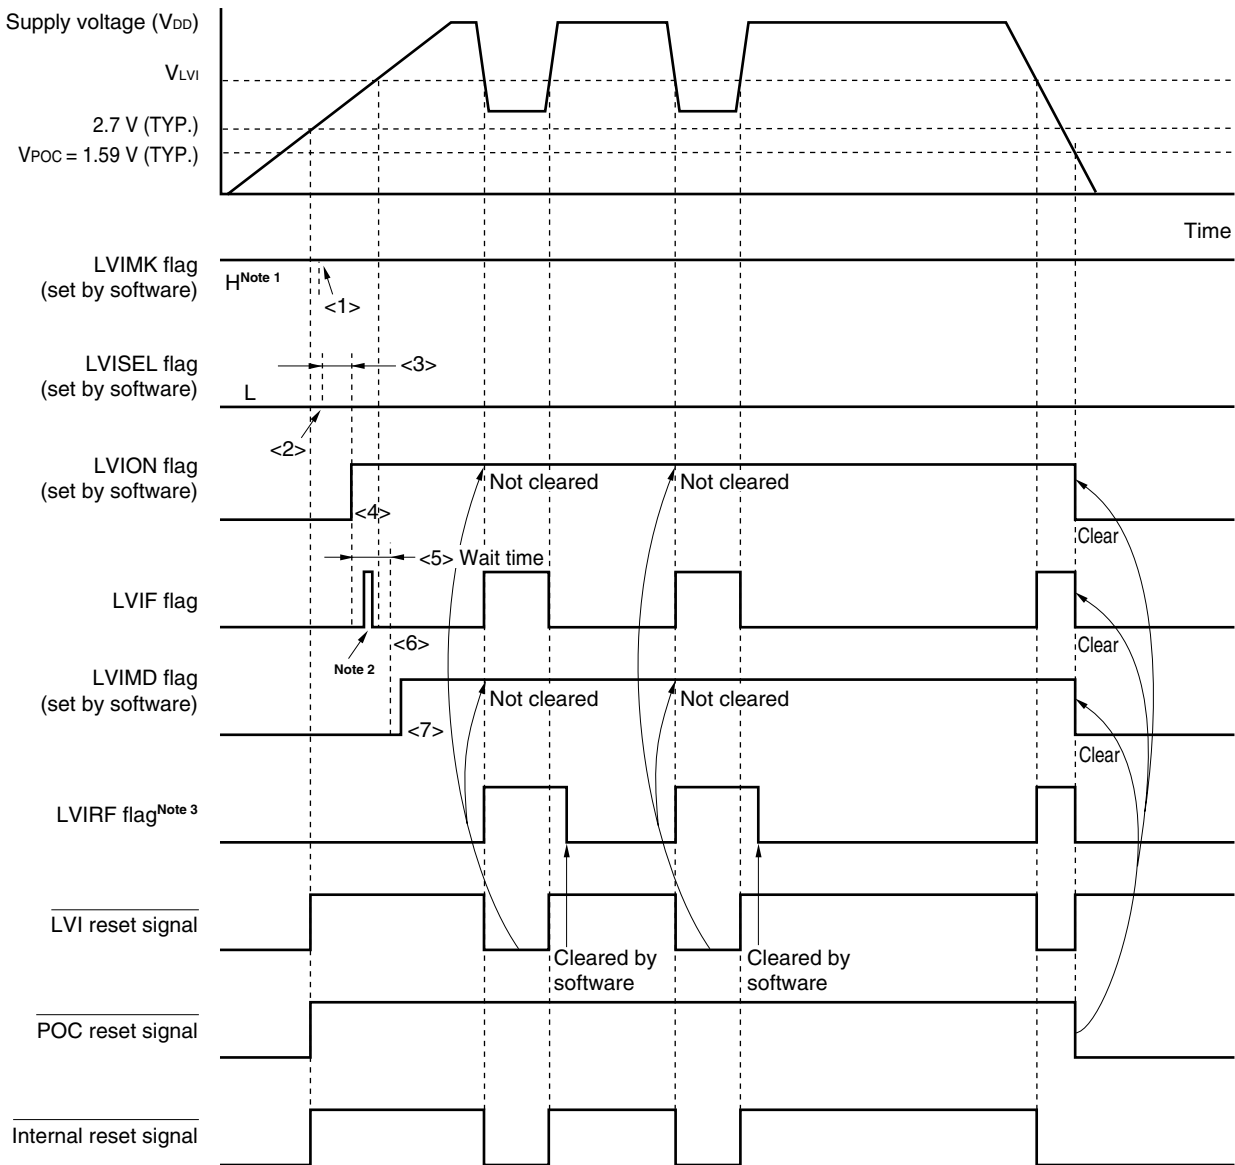 Supply voltage (VDD)
VLVI
2.7 V (TYP.)
VPOC = 1.59 V (TYP.)
Time
LVIMK flag
(set by software)
H Note 1
<1>
LVISEL flag
(set by software)
<3>
L
<2>
LVION flag
(set by software)
Not cleared
Not cleared
<4>
Clear
<5> Wait time
LVIF flag
Note 2
<6>
Clear
LVIMD flag
(set by software)
Not cleared
Not cleared
<7>
Clear
LVIRF flag Note 3
LVI reset signal
Cleared by
software
Cleared by
software
POC reset signal
Internal reset signal